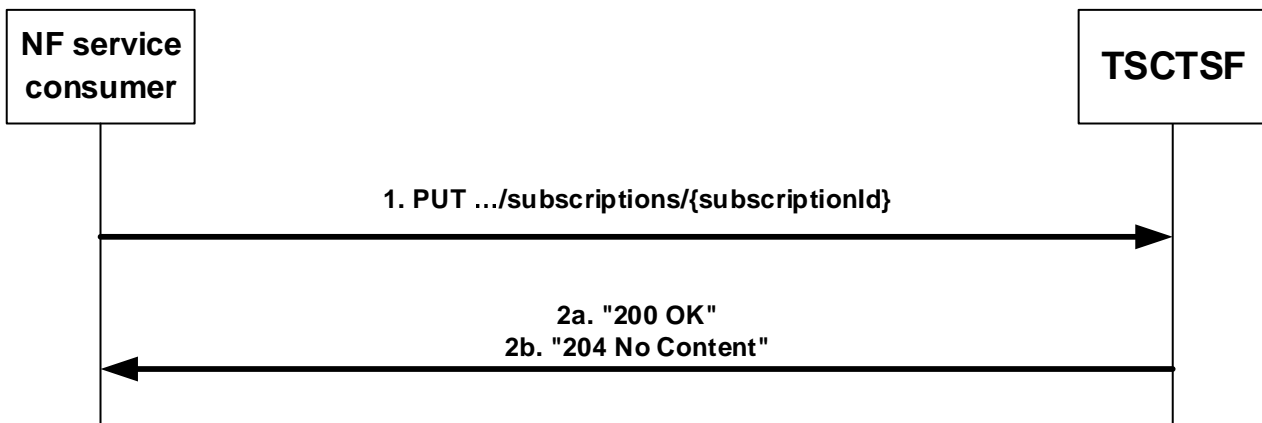 NF service
consumer
TSCTSF
1. PUT …/subscriptions/{subscriptionId}
2a. "200 OK"
2b. "204 No Content"